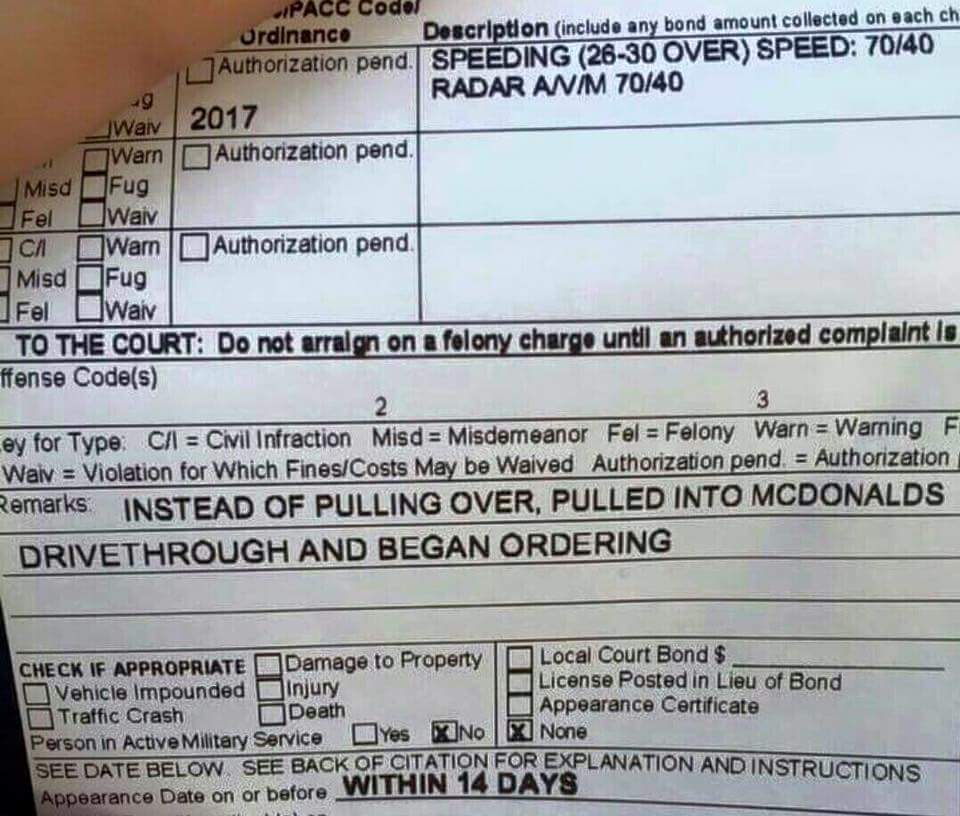 /PACC Code/
Ordinance
Description (include any bond amount collected on each ch
Authorization pend.
SPEEDING (26-30 OVER) SPEED: 70/40
RADAR A/V/M 70/40
Waiv
2017
Warn
Authorization pend.
Misd
Fug
Fel
Waiv
C/I
Warn
Authorization pend.
Misd
Fug
Fel
Waiv
TO THE COURT: Do not arraign on a felony charge until an authorized complaint is
ffense Code(s)
2 3
ey for Type: C/I = Civil Infraction Misd = Misdemeanor Fel = Felony Warn = Warning F
Waiv = Violation for Which Fines/Costs May be Waived Authorization pend. = Authorization
Remarks: INSTEAD OF PULLING OVER, PULLED INTO MCDONALDS
DRIVETHROUGH AND BEGAN ORDERING
CHECK IF APPROPRIATE
Vehicle Impounded
Traffic Crash
Damage to Property
Injury
Death
Person in Active Military Service Yes X No
Local Court Bond $
License Posted in Lieu of Bond
Appearance Certificate
X None
SEE DATE BELOW. SEE BACK OF CITATION FOR EXPLANATION AND INSTRUCTIONS
Appearance Date on or before WITHIN 14 DAYS